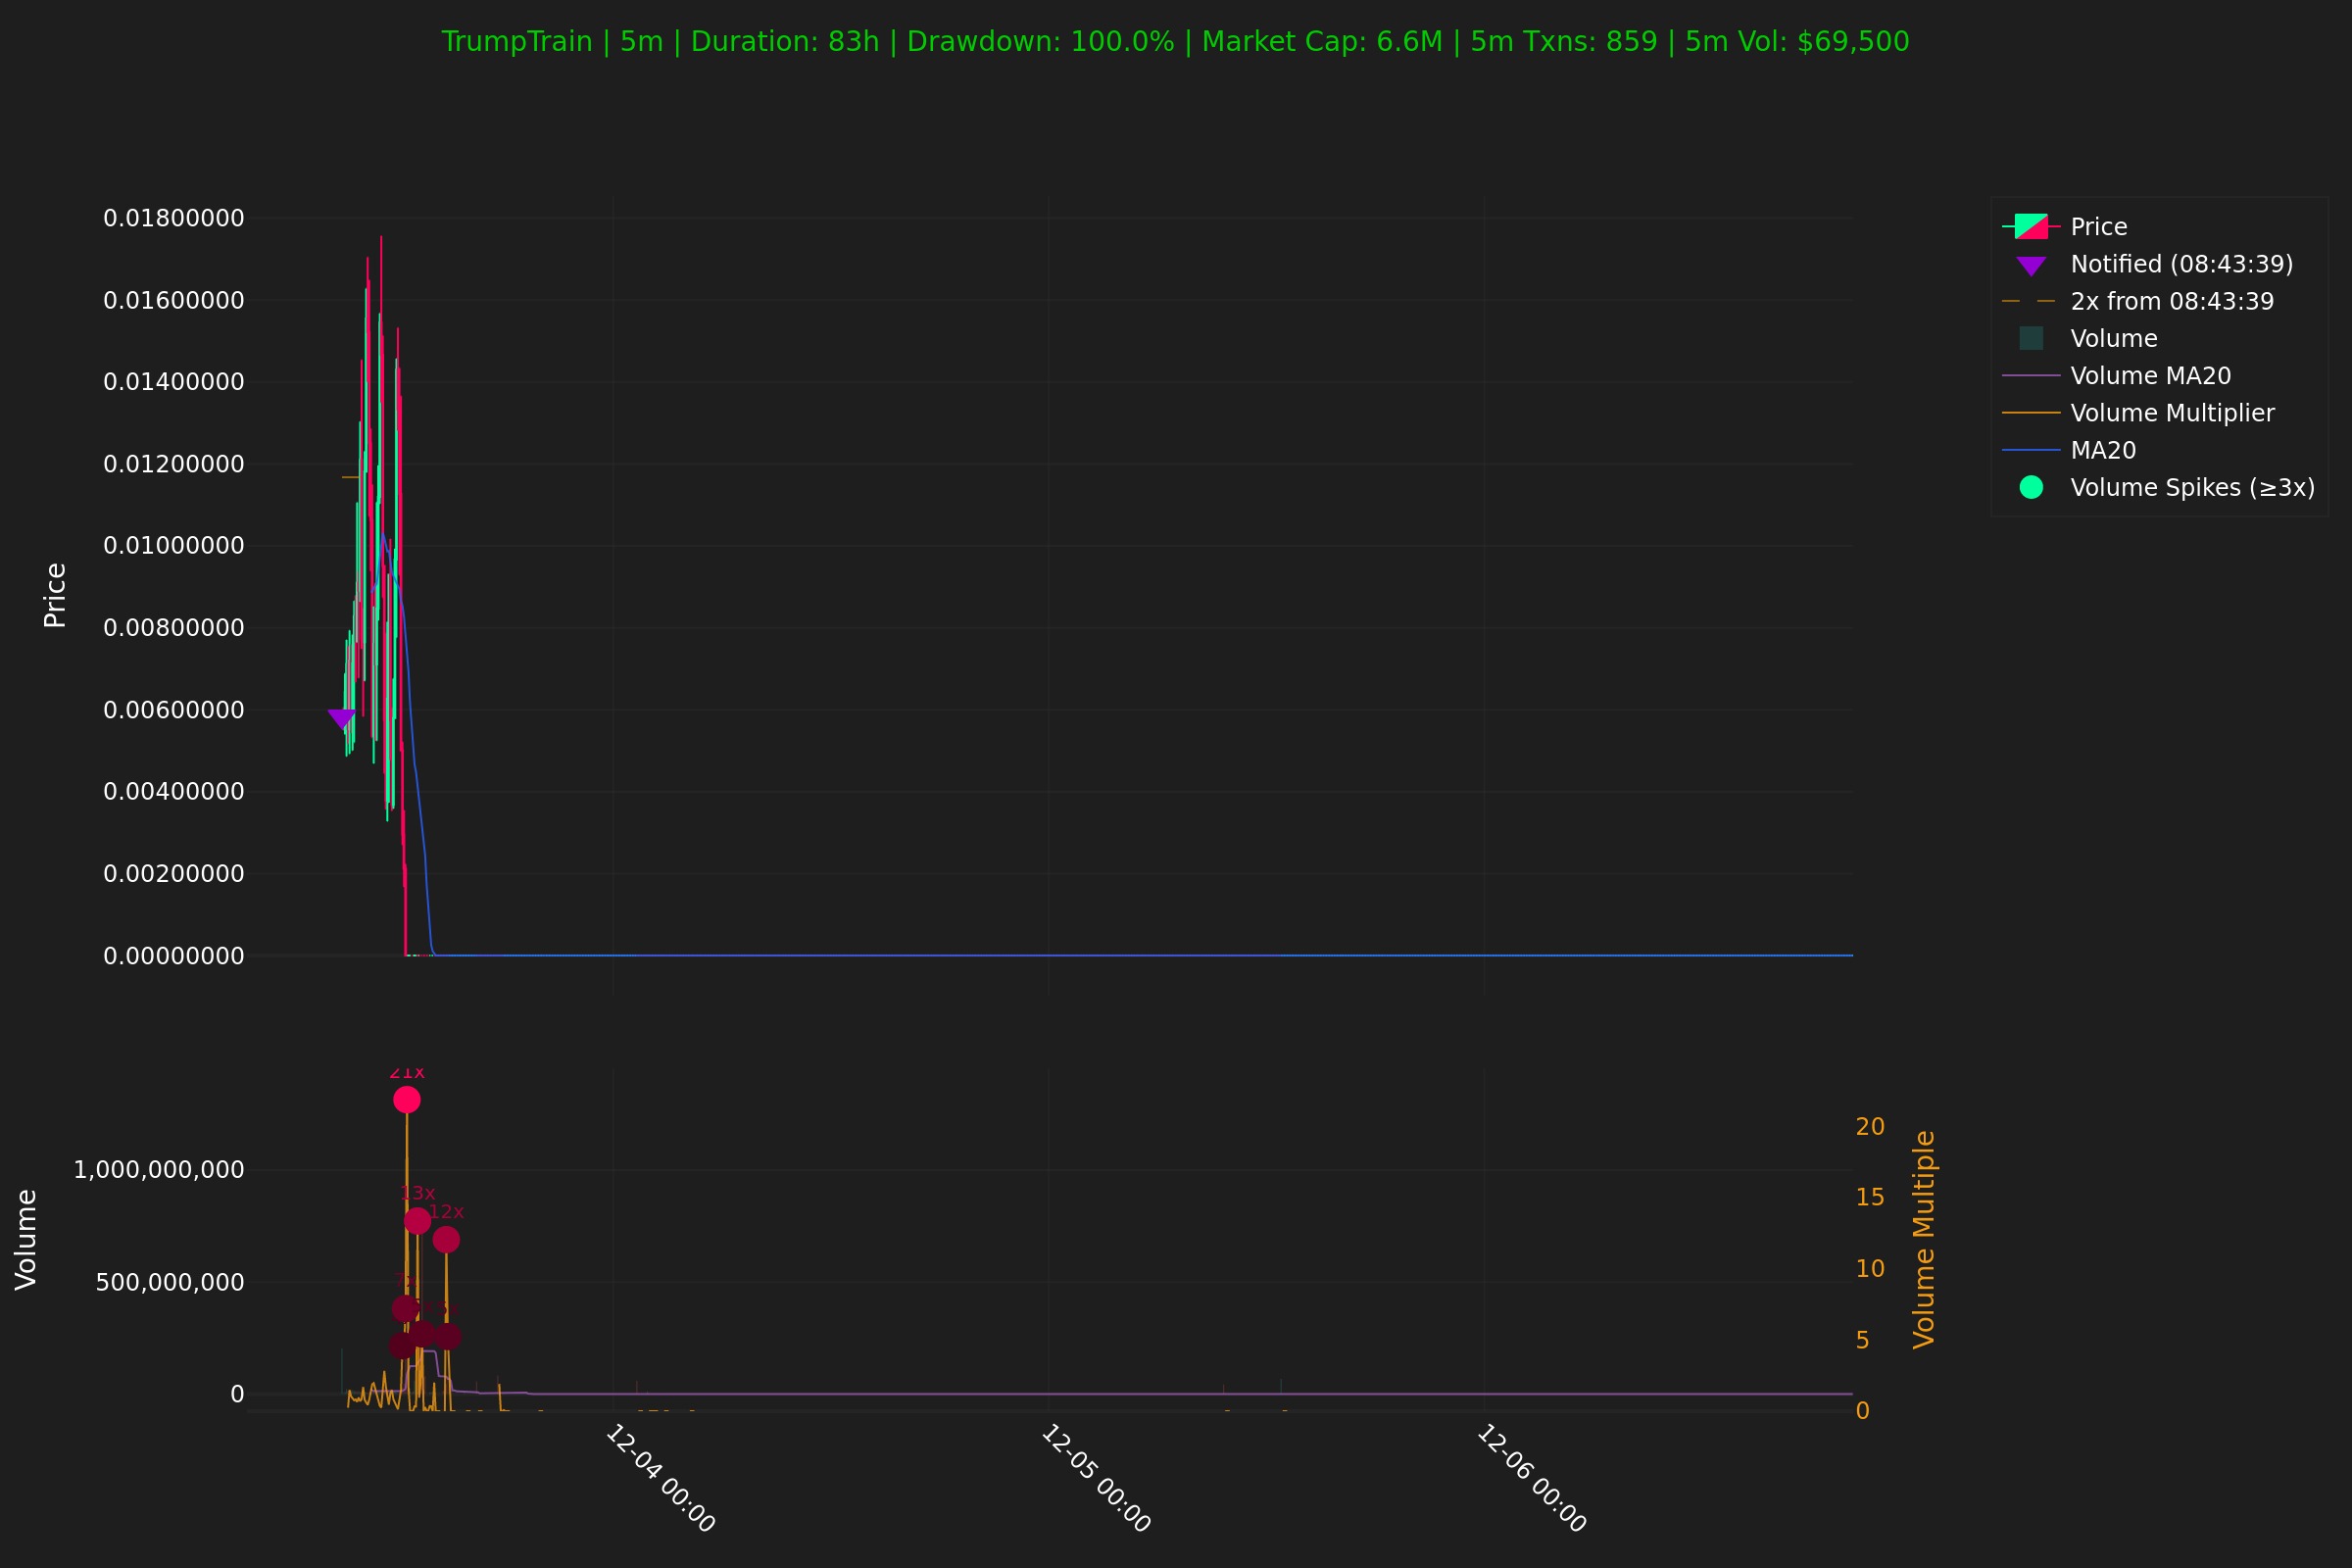 TrumpTrain | 5m | Duration: 83h | Drawdown: 100.0% | Market Cap: 6.6M | 5m Txns: 859 | 5m Vol: $69,500
Price
0.01800000
0.01600000
0.01400000
0.01200000
0.01000000
0.00800000
0.00600000
0.00400000
0.00200000
0.00000000
Price
Notified (08:43:39)
2x from 08:43:39
Volume
Volume MA20
Volume Multiplier
MA20
Volume Spikes (≥3x)
Volume
1,000,000,000
500,000,000
0
21x
13x
12x
7x
20
15
10
5
0
Volume Multiple
12-04 00:00
12-05 00:00
12-06 00:00